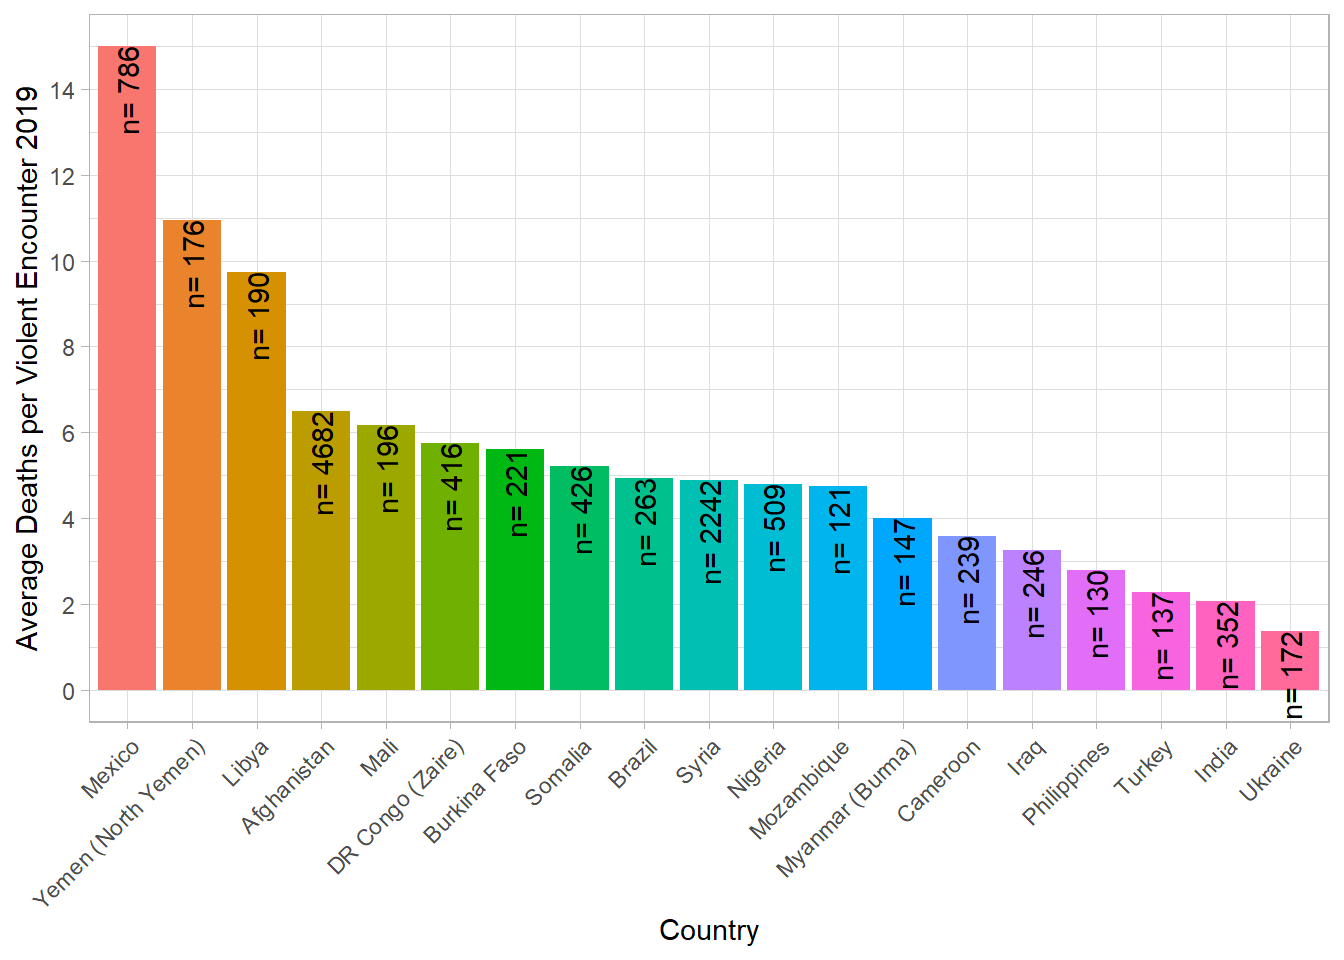 Average Deaths per Violent Encounter 2019
14
12
10
8
6
4
2
0
n= 786
n= 176
n= 190
n= 4682
n= 196
n= 416
n= 221
n= 426
n= 263
n= 2242
n= 509
n= 121
n= 147
n= 239
n= 246
n= 130
n= 137
n= 352
n= 172
Mexico
Yemen (North Yemen)
Libya
Afghanistan
Mali
DR Congo (Zaire)
Burkina Faso
Somalia
Brazil
Syria
Nigeria
Mozambique
Myanmar (Burma)
Cameroon
Iraq
Philippines
Turkey
India
Ukraine
Country